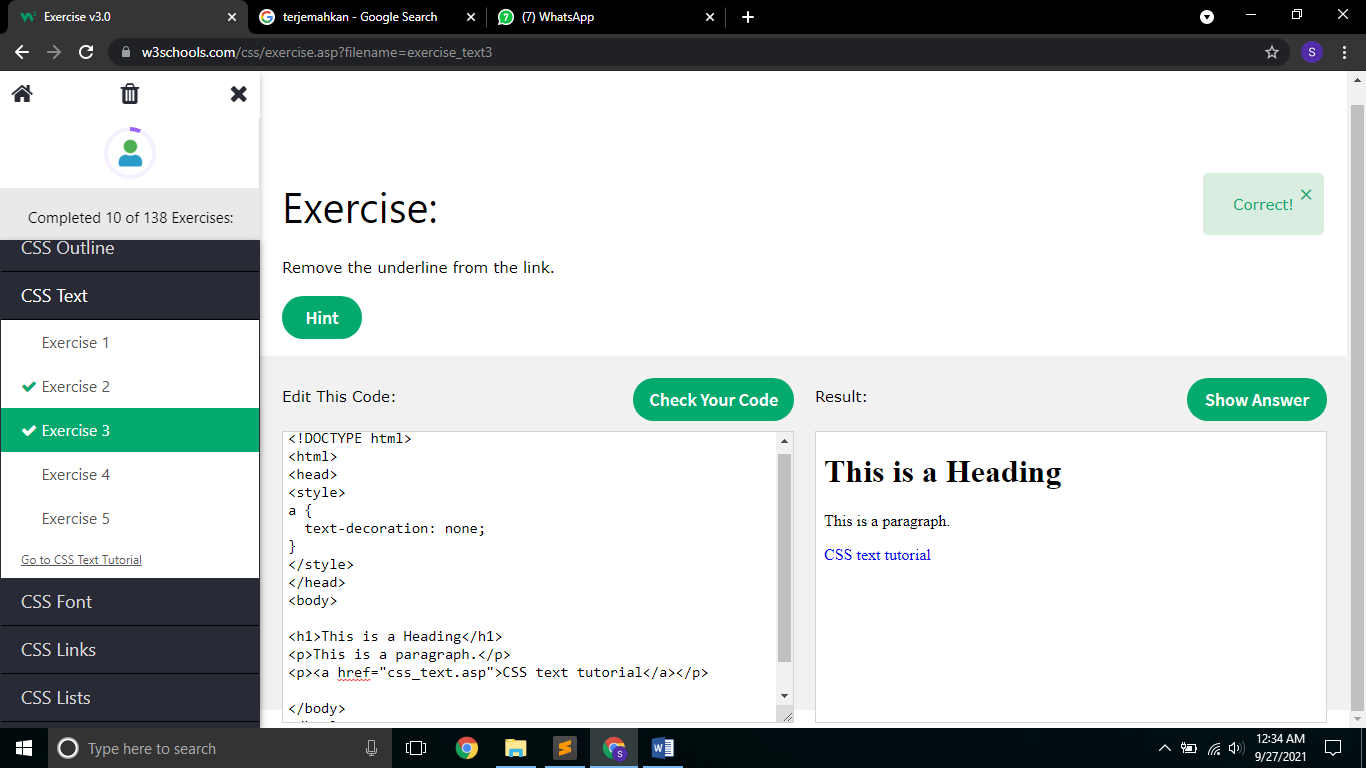 Exercise v3.0
terjemahkan - Google Search
(7) WhatsApp
w3schools.com/css/exercise.asp?filename=exercise_text3
S
Completed 10 of 138 Exercises:
CSS Outline
CSS Text
Exercise 1
Exercise 2
Exercise 3
Exercise 4
Exercise 5
Go to CSS Text Tutorial
CSS Font
CSS Links
CSS Lists
Exercise:
Correct!
Remove the underline from the link.
Hint
Edit This Code:
Check Your Code
<!DOCTYPE html>
<html>
<head>
<style>
a {
  text-decoration: none;
}
</style>
</head>
<body>
<h1>This is a Heading</h1>
<p>This is a paragraph.</p>
<p><a href="css_text.asp">CSS text tutorial</a></p>
</body>
Result:
Show Answer
This is a Heading
This is a paragraph.
CSS text tutorial
Type here to search
12:34 AM
9/27/2021